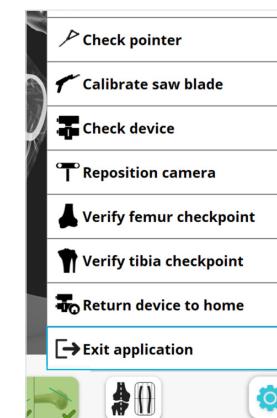 Check pointer
Calibrate saw blade
Check device
Reposition camera
Verify femur checkpoint
Verify tibia checkpoint
Return device to home
Exit application